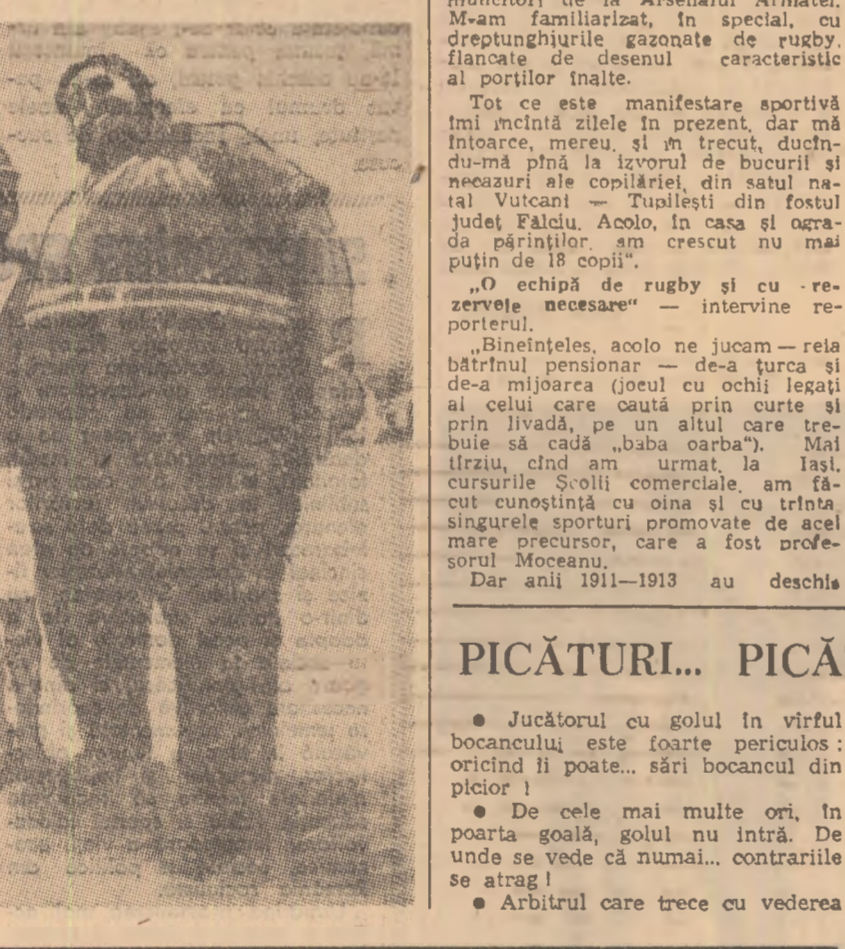 muncitori de la Arsenalul Armatei.
M-am familiarizat, în special, cu
dreptunghiurile gazonate de rugby,
flancate de desenul caracteristic
al porților înalte.
Tot ce este manifestare sportivă
îmi încîntă zilele în prezent, dar mă
întoarce, mereu, și în trecut, ducîn-
du-mă pînă la izvorul de bucurii și
necazuri ale copilăriei, din satul na-
tal Vutcani — Tupilești din fostul
județ Fălciu. Acolo, în casa și ogra-
da părinților, am crescut nu mai
puțin de 18 copii“.
„O echipă de rugby și cu re-
zervele necesare“ — intervine re-
porterul.
„Bineînțeles, acolo ne jucam — reia
bătrînul pensionar — de-a țurca și
de-a mijoarea (jocul cu ochii legați
ai celui care caută prin curte și
prin livadă, pe un altul care tre-
buie să cadă „baba oarba“). Mai
tîrziu, cînd am urmat, la Iași,
cursurile Școlii comerciale, am fă-
cut cunoștință cu oina și cu trînta,
singurele sporturi promovate de acel
mare precursor, care a fost profe-
sorul Moceanu.
Dar anii 1911—1913 au deschis
PICĂTURI... PICĂ
● Jucătorul cu golul în vîrful
bocancului este foarte periculos :
oricînd îi poate... sări bocancul din
picior !
● De cele mai multe ori, în
poarta goală, golul nu intră. De
unde se vede că numai... contrariile
se atrag !
● Arbitrul care trece cu vederea